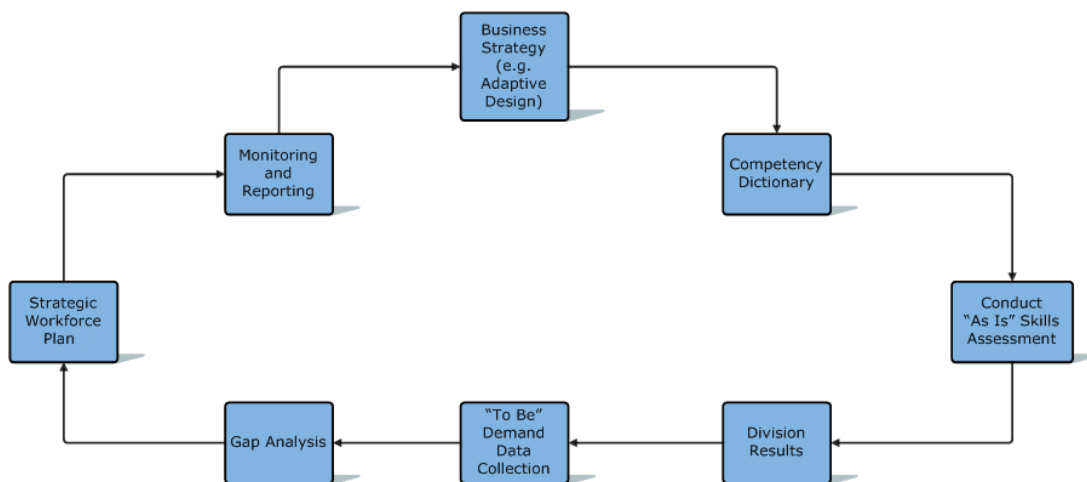 Business
Strategy
(e.g.
Adaptive
Design)
Monitoring
and
Reporting
Competency
Dictionary
Strategic
Workforce
Plan
Conduct
“As Is” Skills
Assessment
Gap Analysis
“To Be”
Demand
Data
Collection
Division
Results